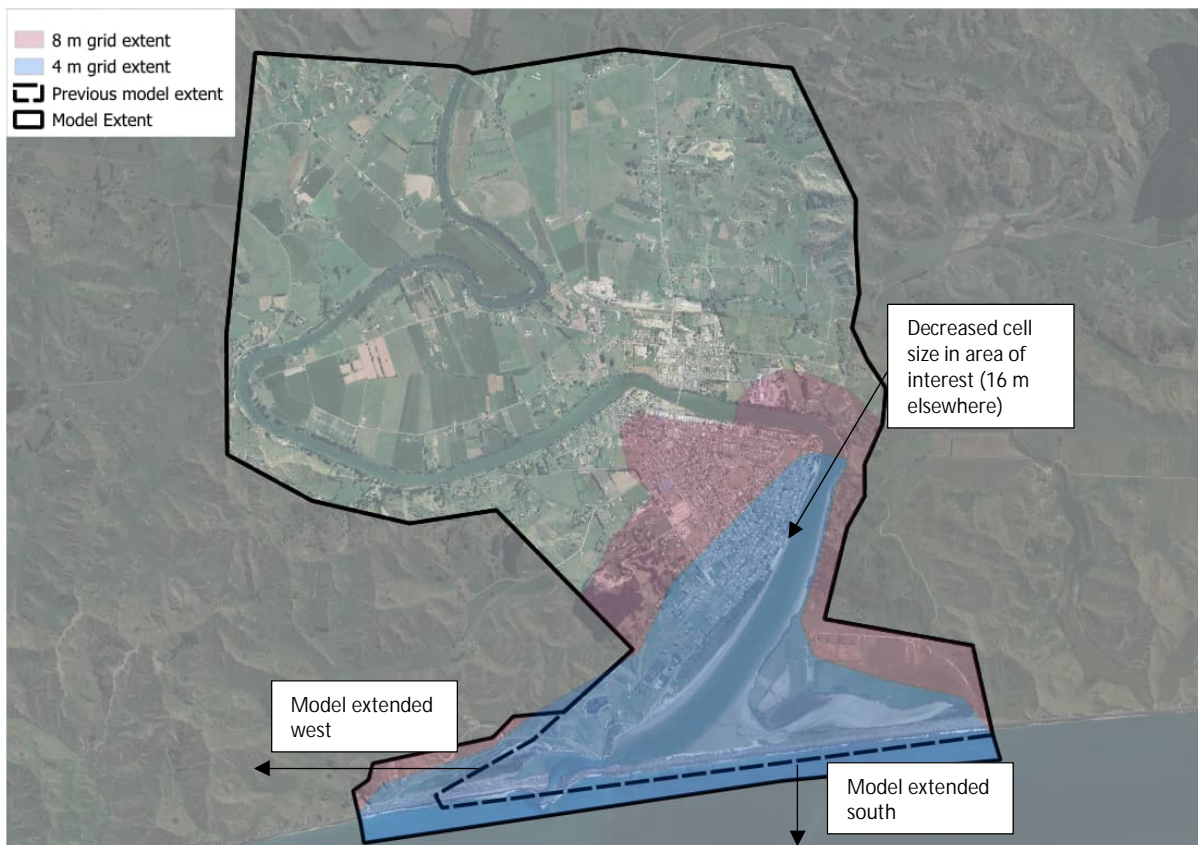 8 m grid extent
4 m grid extent
Previous model extent
Model Extent
Decreased cell
size in area of
interest (16 m
elsewhere)
Model extended
west
Model extended
south